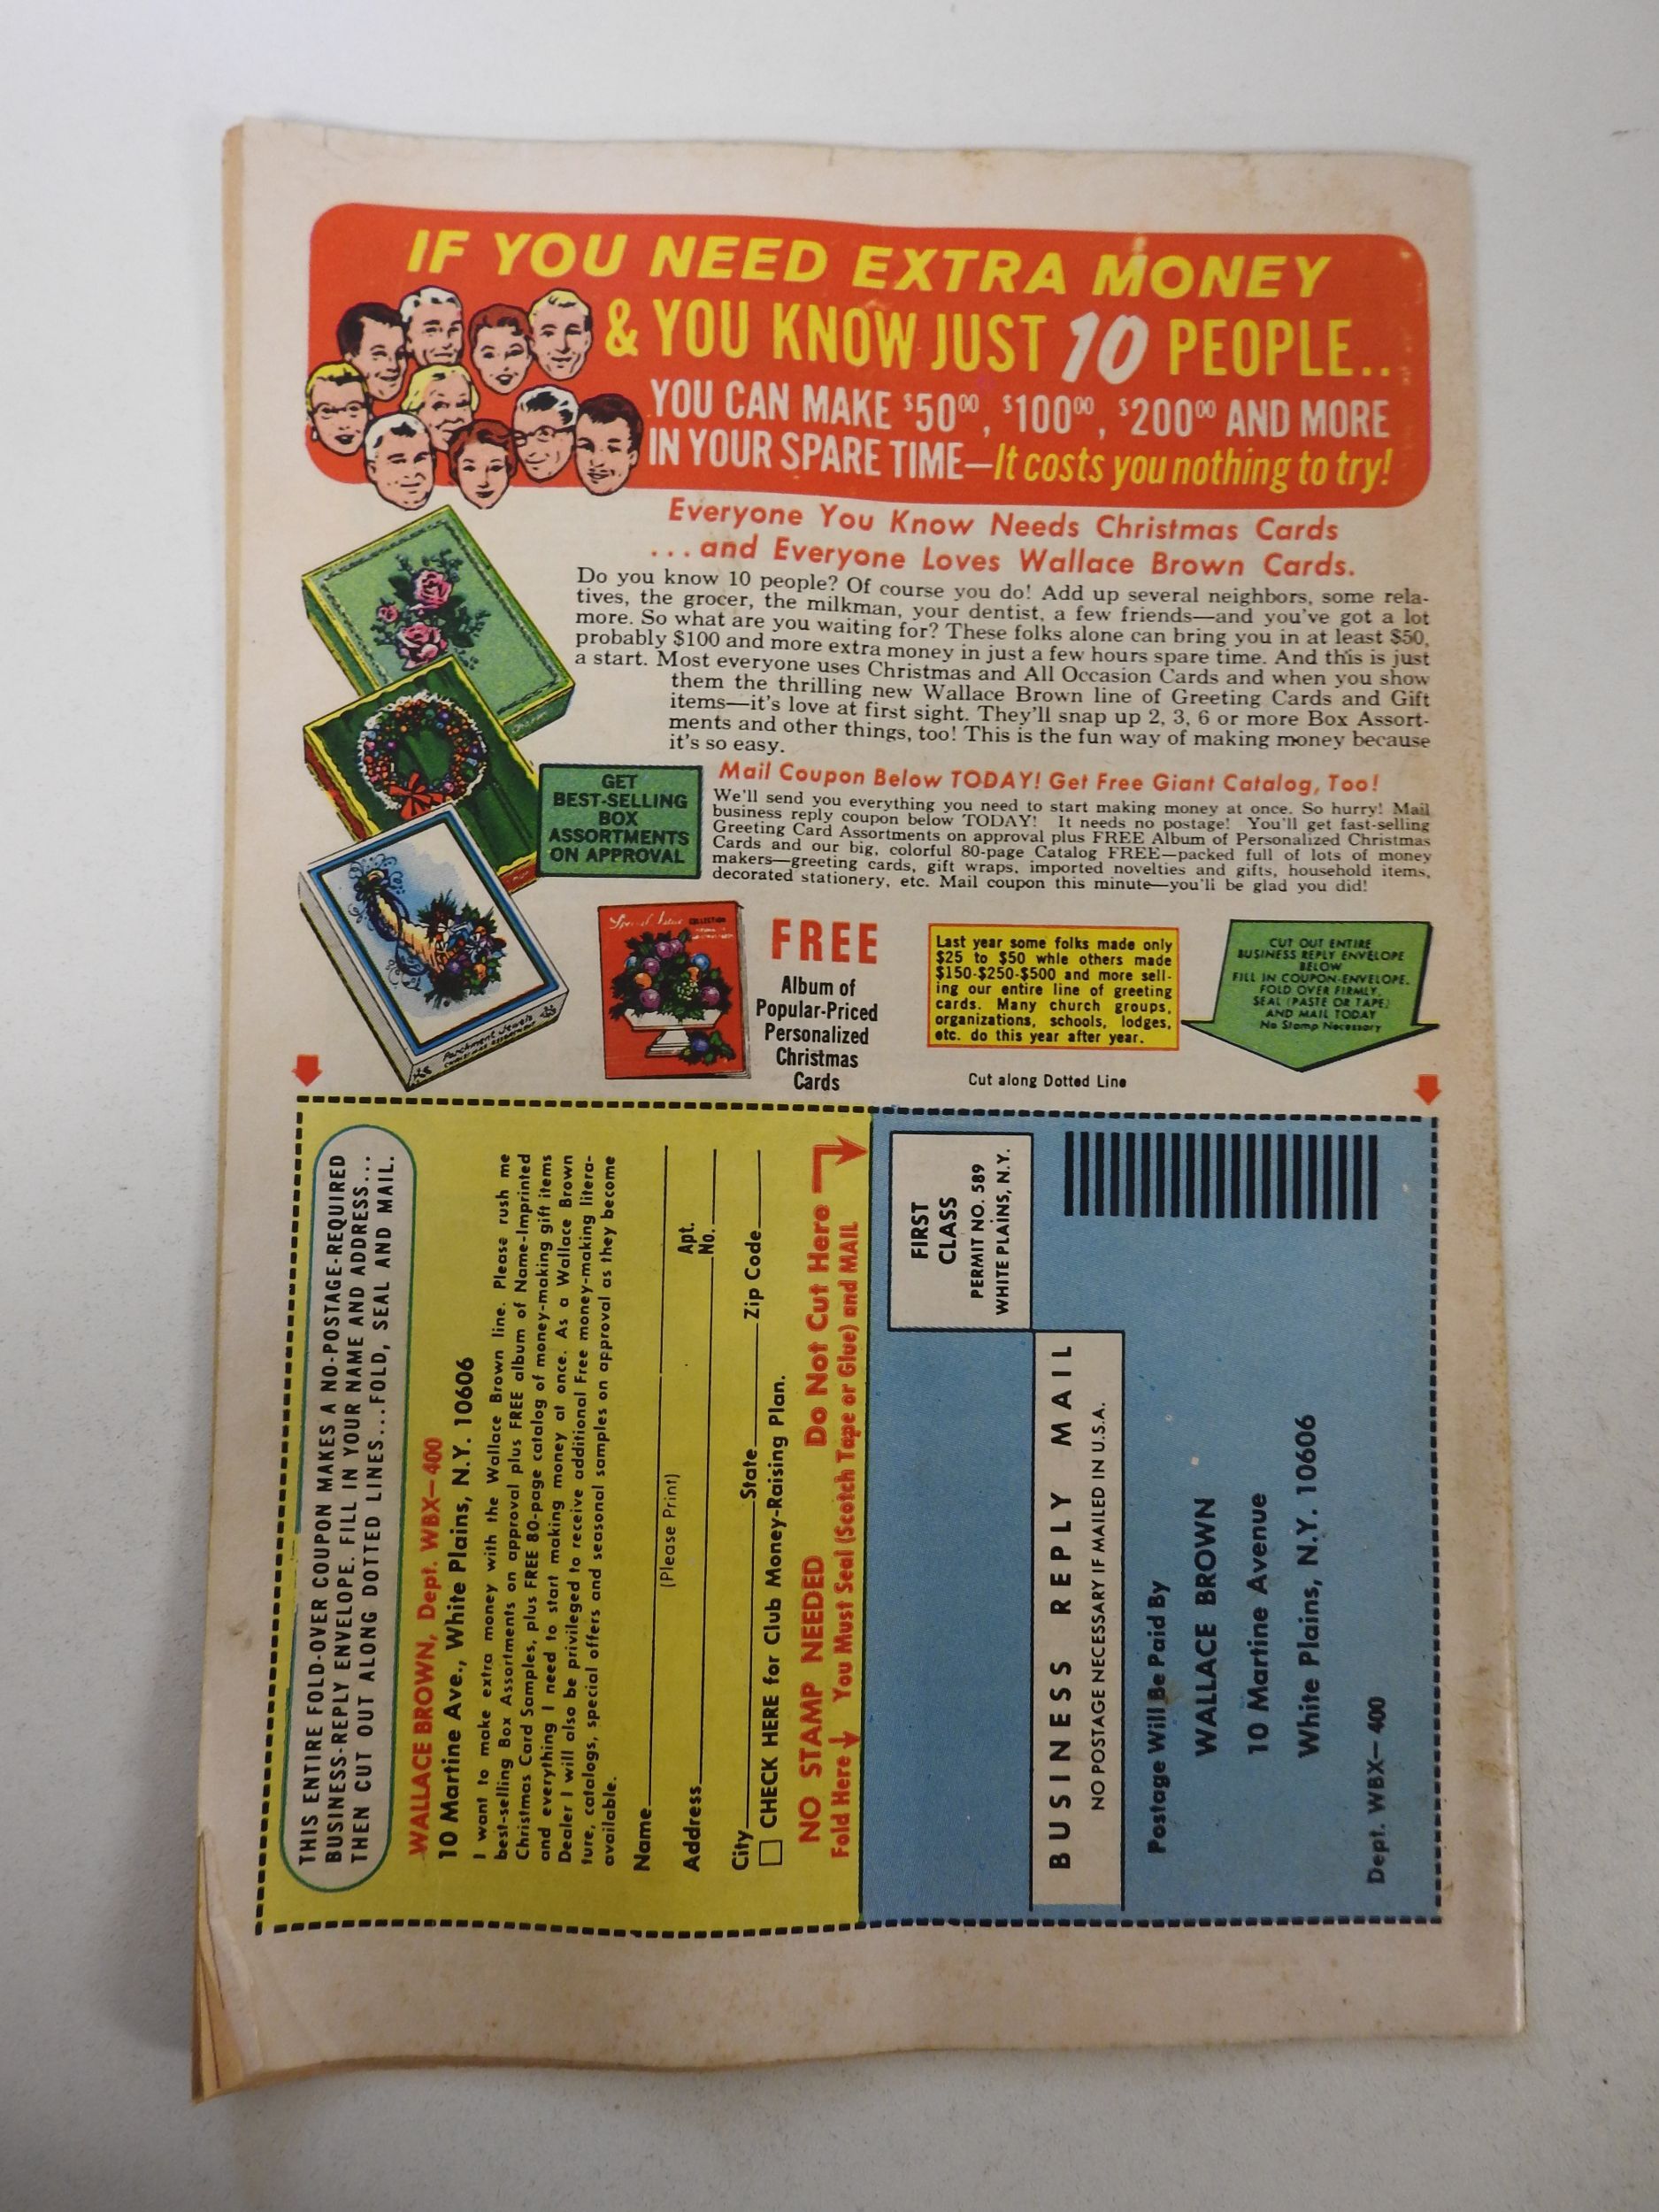 IF YOU NEED EXTRA MONEY
& YOU KNOW JUST 10 PEOPLE..
YOU CAN MAKE $50⁰⁰, $100⁰⁰, $200⁰⁰ AND MORE
IN YOUR SPARE TIME—It costs you nothing to try!
Everyone You Know Needs Christmas Cards
...and Everyone Loves Wallace Brown Cards.
Do you know 10 people? Of course you do! Add up several neighbors, some rela-
tives, the grocer, the milkman, your dentist, a few friends—and you've got a lot
more. So what are you waiting for? These folks alone can bring you in at least $50,
probably $100 and more extra money in just a few hours spare time. And this is just
a start. Most everyone uses Christmas and All Occasion Cards and when you show
them the thrilling new Wallace Brown line of Greeting Cards and Gift
items—it's love at first sight. They'll snap up 2, 3, 6 or more Box Assort-
ments and other things, too! This is the fun way of making money because
it's so easy.
GET
BEST-SELLING
BOX
ASSORTMENTS
ON APPROVAL
Mail Coupon Below TODAY! Get Free Giant Catalog, Too!
We'll send you everything you need to start making money at once. So hurry! Mail
business reply coupon below TODAY! It needs no postage! You'll get fast-selling
Greeting Card Assortments on approval plus FREE Album of Personalized Christmas
Cards and our big, colorful 80-page Catalog FREE—packed full of lots of money
makers—greeting cards, gift wraps, imported novelties and gifts, household items,
decorated stationery, etc. Mail coupon this minute—you'll be glad you did!
Parchment Jewels
Special Issue COLLECTION
FREE
Album of
Popular-Priced
Personalized
Christmas
Cards
Last year some folks made only
$25 to $50 whle others made
$150-$250-$500 and more sell-
ing our entire line of greeting
cards. Many church groups,
organizations, schools, lodges,
etc. do this year after year.
CUT OUT ENTIRE
BUSINESS REPLY ENVELOPE
BELOW
FILL IN COUPON-ENVELOPE.
FOLD OVER FIRMLY,
SEAL (PASTE OR TAPE)
AND MAIL TODAY
No Stamp Necessary
Cut along Dotted Line
THIS ENTIRE FOLD-OVER COUPON MAKES A NO-POSTAGE-REQUIRED
BUSINESS-REPLY ENVELOPE. FILL IN YOUR NAME AND ADDRESS...
THEN CUT OUT ALONG DOTTED LINES...FOLD, SEAL AND MAIL.
WALLACE BROWN, Dept. WBX—400
10 Martine Ave., White Plains, N.Y. 10606
I want to make extra money with the Wallace Brown line. Please rush me
best-selling Box Assortments on approval plus FREE album of Name-Imprinted
Christmas Card Samples, plus FREE 80-page catalog of money-making gift items
and everything I need to start making money at once. As a Wallace Brown
Dealer I will also be privileged to receive additional Free money-making litera-
ture, catalogs, special offers and seasonal samples on approval as they become
available.
Name
(Please Print)
Address Apt. No.
City State Zip Code
CHECK HERE for Club Money-Raising Plan.
NO STAMP NEEDED Do Not Cut Here
Fold Here You Must Seal (Scotch Tape or Glue) and MAIL
FIRST
CLASS
PERMIT NO. 589
WHITE PLAINS, N.Y.
BUSINESS REPLY MAIL
NO POSTAGE NECESSARY IF MAILED IN U.S.A.
Postage Will Be Paid By
WALLACE BROWN
10 Martine Avenue
White Plains, N.Y. 10606
Dept. WBX—400